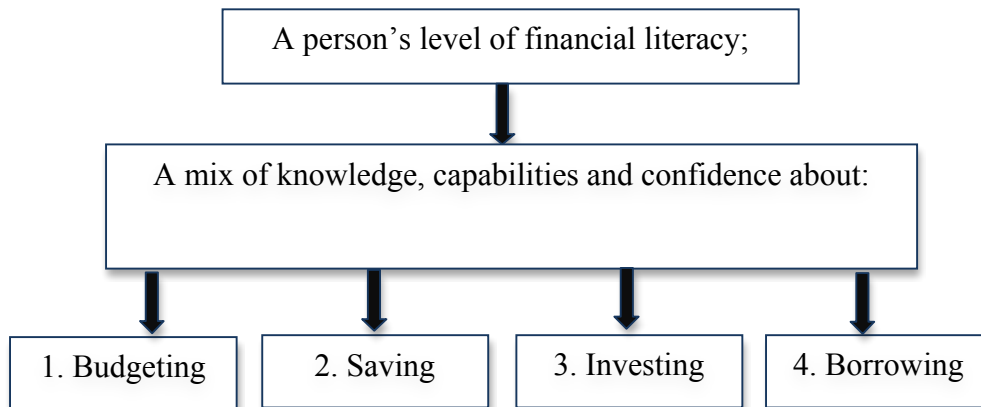 A person’s level of financial literacy;
A mix of knowledge, capabilities and confidence about:
1. Budgeting
2. Saving
3. Investing
4. Borrowing